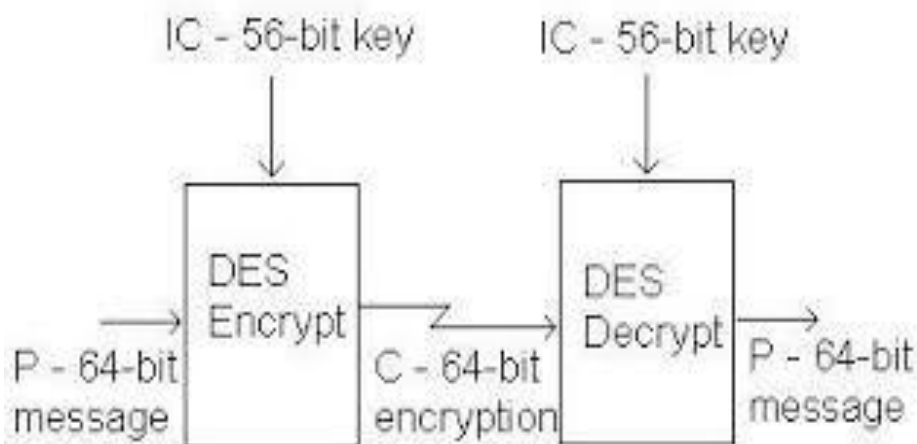 IC - 56-bit key
IC - 56-bit key
DES
Encrypt
DES
Decrypt
P - 64-bit
message
C - 64-bit
encryption
P - 64-bit
message